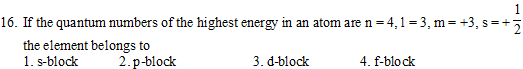 16. If the quantum numbers of the highest energy in an atom are n = 4, 1 = 3, m = +3, s = + 1/2
the element belongs to
1. s-block 2. p-block 3. d-block 4. f-block